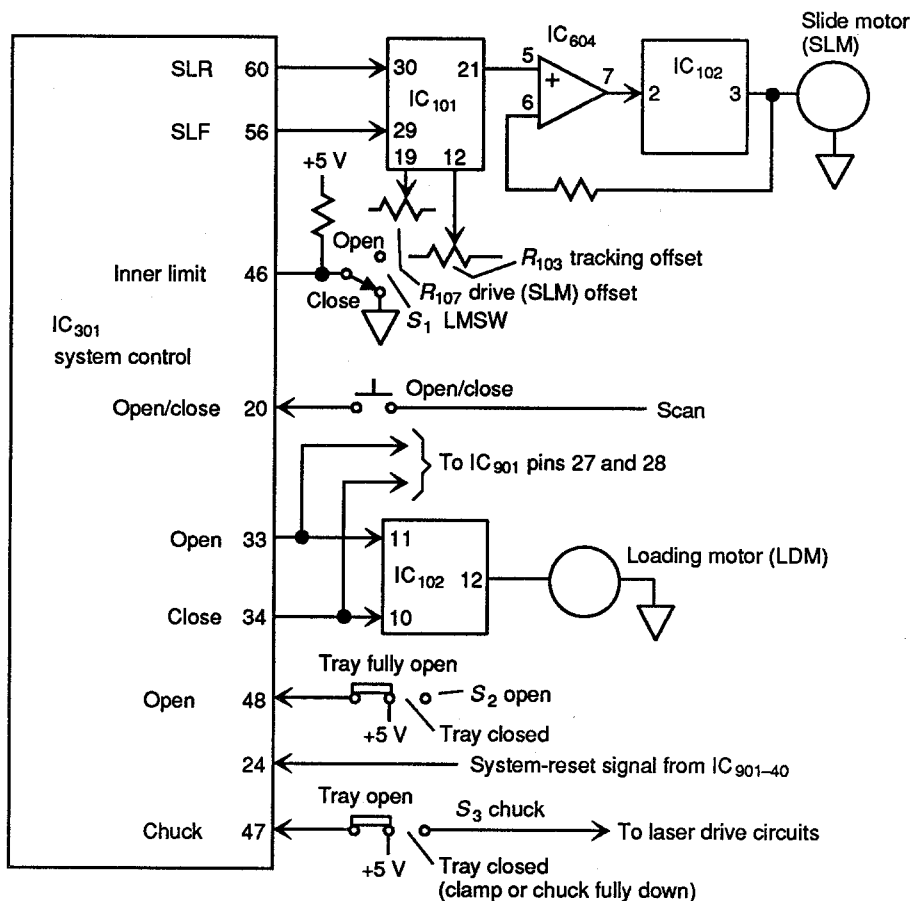 Slide motor
(SLM)
IC604
SLR 60
30 21
IC101
5
+
6
7
2 IC102 3
SLF 56
29
19 12
+5 V
Open
R103 tracking offset
Inner limit 46
Close
R107 drive (SLM) offset
S1 LMSW
IC301
system control
Open/close 20
Open/close
Scan
To IC901 pins 27 and 28
Open 33
11
IC102 12
Loading motor (LDM)
Close 34
10
Tray fully open
Open 48
S2 open
+5 V
Tray closed
24
System-reset signal from IC901–40
Tray open
S3 chuck
Chuck 47
To laser drive circuits
+5 V
Tray closed
(clamp or chuck fully down)